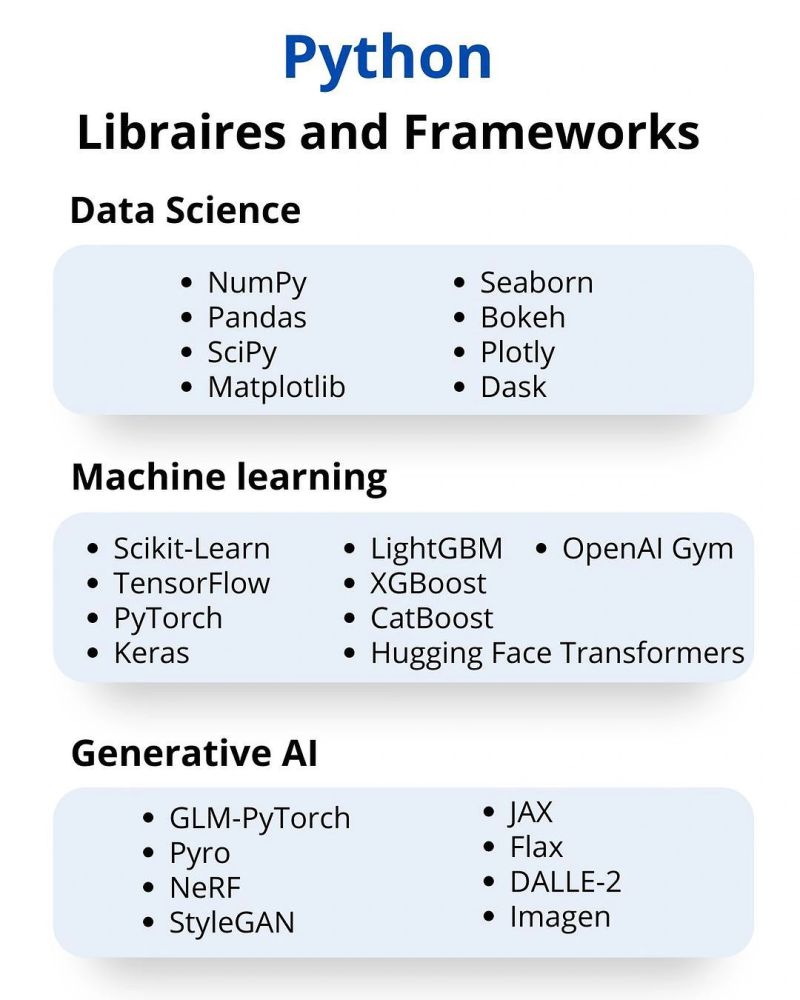 Python
Libraires and Frameworks
Data Science
• NumPy
• Pandas
• SciPy
• Matplotlib
• Seaborn
• Bokeh
• Plotly
• Dask
Machine learning
• Scikit-Learn
• TensorFlow
• PyTorch
• Keras
• LightGBM
• XGBoost
• CatBoost
• Hugging Face Transformers
• OpenAI Gym
Generative AI
• GLM-PyTorch
• Pyro
• NeRF
• StyleGAN
• JAX
• Flax
• DALLE-2
• Imagen